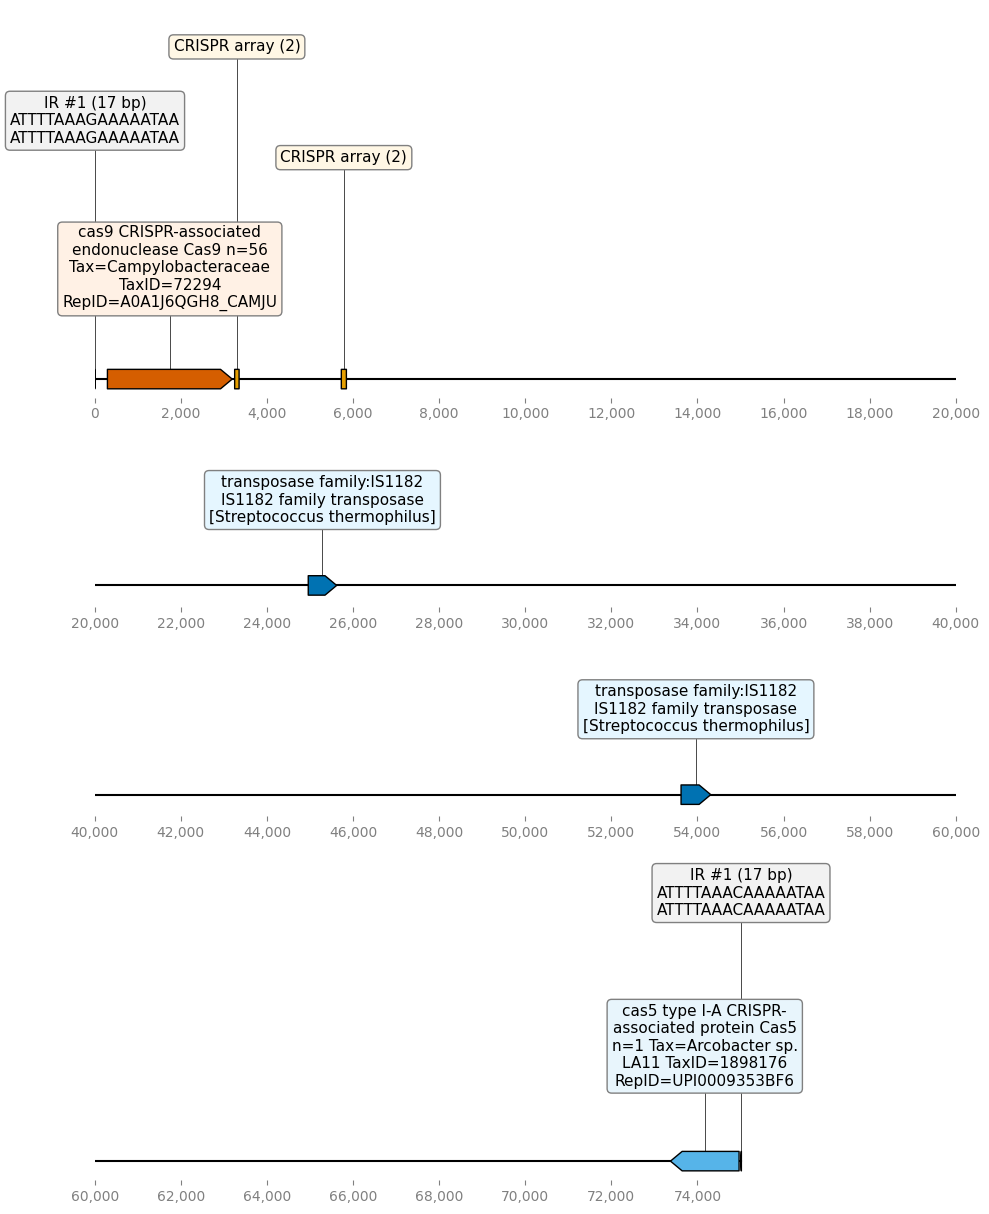 CRISPR array (2)
IR #1 (17 bp)
ATTTTAAAGAAAAATAA
ATTTTAAAGAAAAATAA
CRISPR array (2)
cas9 CRISPR-associated
endonuclease Cas9 n=56
Tax=Campylobacteraceae
TaxID=72294
RepID=A0A1J6QGH8_CAMJU
0 2,000 4,000 6,000 8,000 10,000 12,000 14,000 16,000 18,000 20,000
transposase family:IS1182
IS1182 family transposase
[Streptococcus thermophilus]
20,000 22,000 24,000 26,000 28,000 30,000 32,000 34,000 36,000 38,000 40,000
transposase family:IS1182
IS1182 family transposase
[Streptococcus thermophilus]
40,000 42,000 44,000 46,000 48,000 50,000 52,000 54,000 56,000 58,000 60,000
IR #1 (17 bp)
ATTTTAAACAAAAATAA
ATTTTAAACAAAAATAA
cas5 type I-A CRISPR-
associated protein Cas5
n=1 Tax=Arcobacter sp.
LA11 TaxID=1898176
RepID=UPI0009353BF6
60,000 62,000 64,000 66,000 68,000 70,000 72,000 74,000